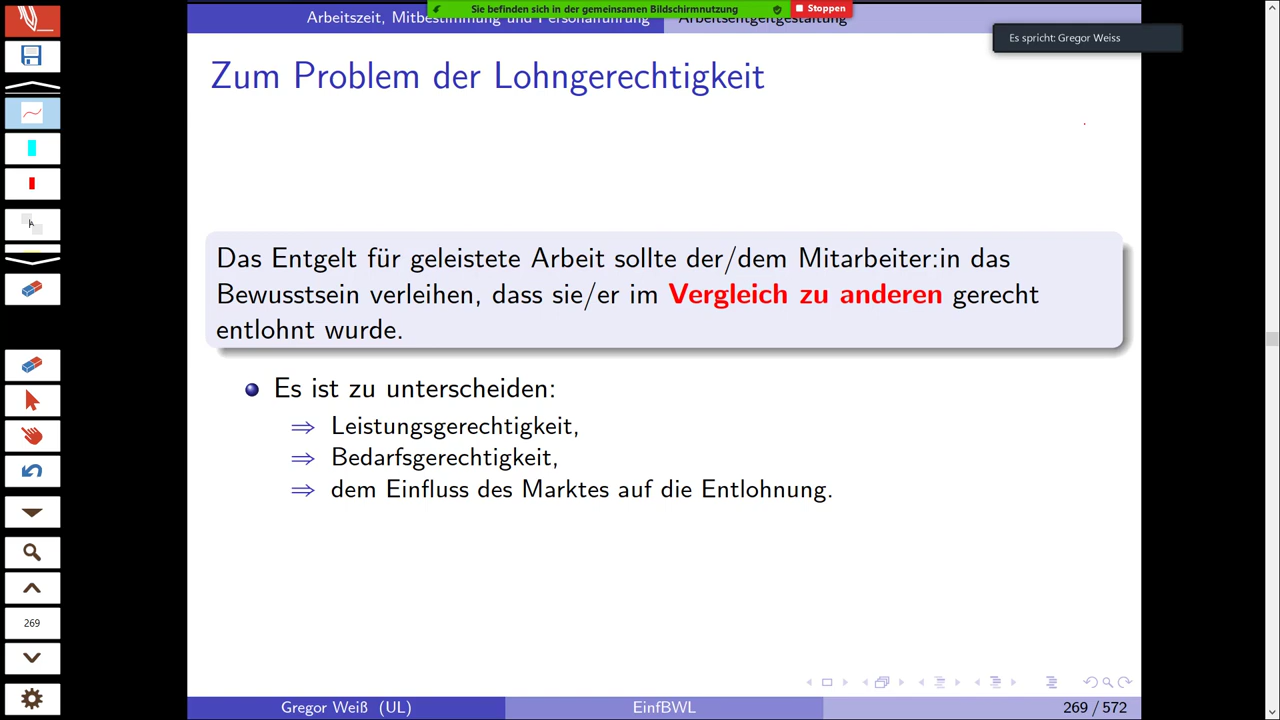 Sie befinden sich in der gemeinsamen Bildschirmnutzung
Stoppen
Arbeitszeit, Mitbestimmung und Personalführung
Arbeitsentgeltgestaltung
Es spricht: Gregor Weiss
Zum Problem der Lohngerechtigkeit
Das Entgelt für geleistete Arbeit sollte der/dem Mitarbeiter:in das
Bewusstsein verleihen, dass sie/er im Vergleich zu anderen gerecht
entlohnt wurde.
Es ist zu unterscheiden:
⇒ Leistungsgerechtigkeit,
⇒ Bedarfsgerechtigkeit,
⇒ dem Einfluss des Marktes auf die Entlohnung.
269
Gregor Weiß (UL)
EinfBWL
269 / 572